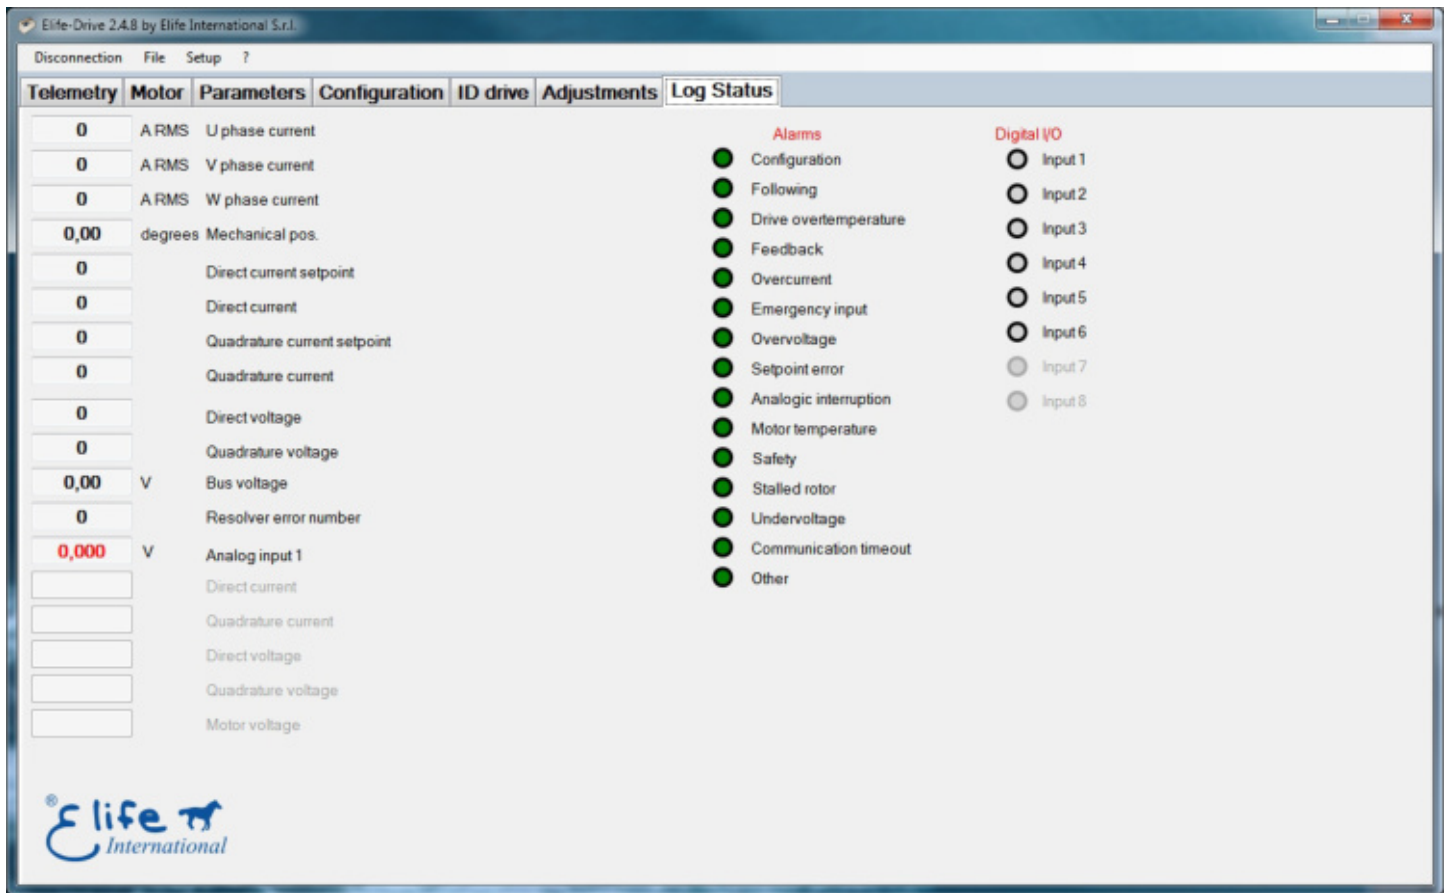 Elife-Drive 2.4.8 by Elife International S.r.l.
Disconnection File Setup ?
Telemetry Motor Parameters Configuration ID drive Adjustments Log Status
0 A RMS U phase current
0 A RMS V phase current
0 A RMS W phase current
0,00 degrees Mechanical pos.
0 Direct current setpoint
0 Direct current
0 Quadrature current setpoint
0 Quadrature current
0 Direct voltage
0 Quadrature voltage
0,00 V Bus voltage
0 Resolver error number
0,000 V Analog input 1
Direct current
Quadrature current
Direct voltage
Quadrature voltage
Motor voltage
Alarms
Configuration
Following
Drive overtemperature
Feedback
Overcurrent
Emergency input
Overvoltage
Setpoint error
Analogic interruption
Motor temperature
Safety
Stalled rotor
Undervoltage
Communication timeout
Other
Digital I/O
Input 1
Input 2
Input 3
Input 4
Input 5
Input 6
Input 7
Input 8
® Elife
International